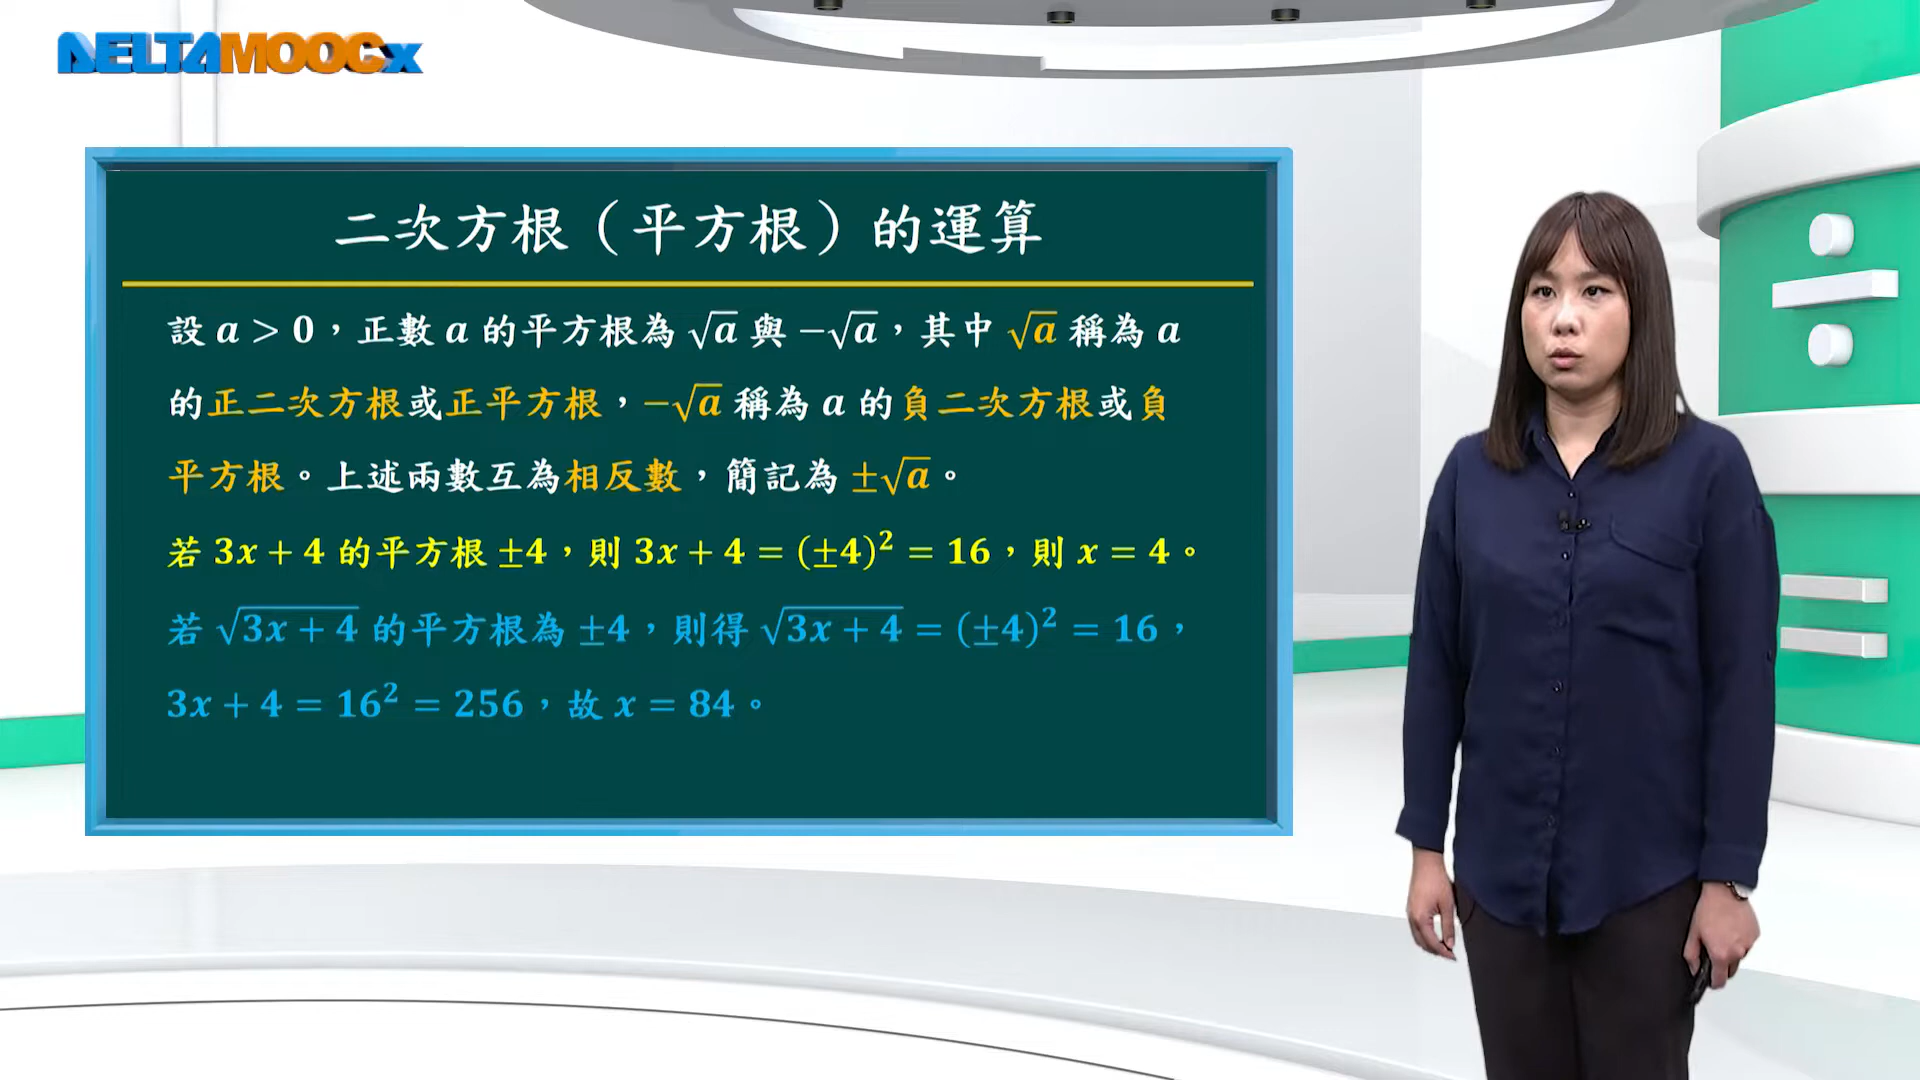 DELTAMOOCx
二次方根（平方根）的運算
設 a > 0，正數 a 的平方根為 √a 與 −√a，其中 √a 稱為 a
的正二次方根或正平方根，−√a 稱為 a 的負二次方根或負
平方根。上述兩數互為相反數，簡記為 ±√a。
若 3x + 4 的平方根 ±4，則 3x + 4 = (±4)² = 16，則 x = 4。
若 √(3x + 4) 的平方根為 ±4，則得 √(3x + 4) = (±4)² = 16，
3x + 4 = 16² = 256，故 x = 84。